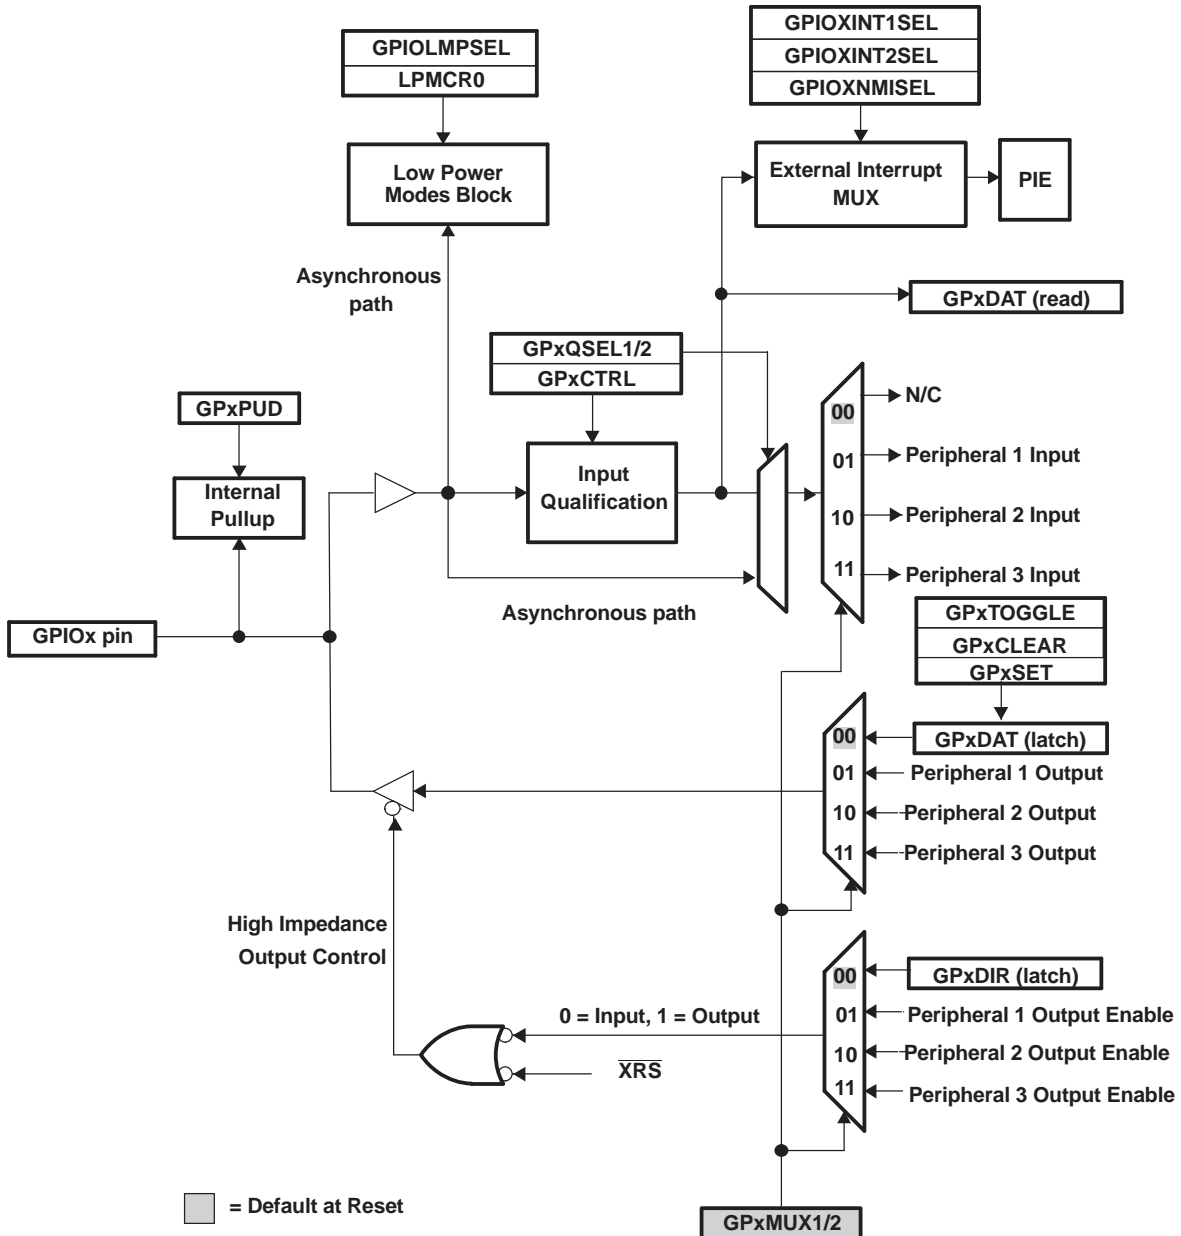 GPIOLMPSEL
LPMCR0
GPIOXINT1SEL
GPIOXINT2SEL
GPIOXNMISEL
Low Power
Modes Block
External Interrupt
MUX
PIE
Asynchronous
path
GPxDAT (read)
GPxQSEL1/2
GPxCTRL
GPxPUD
Internal
Pullup
Input
Qualification
00
01
10
11
N/C
Peripheral 1 Input
Peripheral 2 Input
Peripheral 3 Input
Asynchronous path
GPIOx pin
GPxTOGGLE
GPxCLEAR
GPxSET
00
01
10
11
GPxDAT (latch)
Peripheral 1 Output
Peripheral 2 Output
Peripheral 3 Output
High Impedance
Output Control
00
01
10
11
GPxDIR (latch)
Peripheral 1 Output Enable
Peripheral 2 Output Enable
Peripheral 3 Output Enable
0 = Input, 1 = Output
X̅R̅S̅
= Default at Reset
GPxMUX1/2